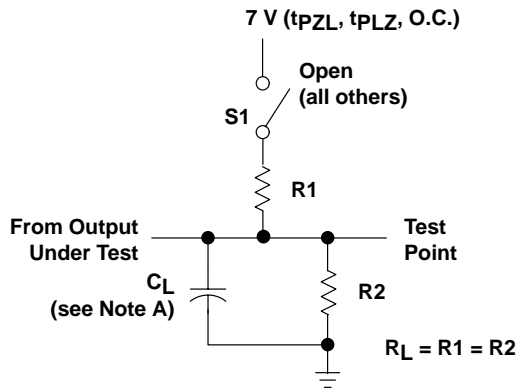 7 V (tPZL, tPLZ, O.C.)
Open
(all others)
S1
R1
From Output
Under Test
Test
Point
CL
(see Note A)
R2
RL = R1 = R2